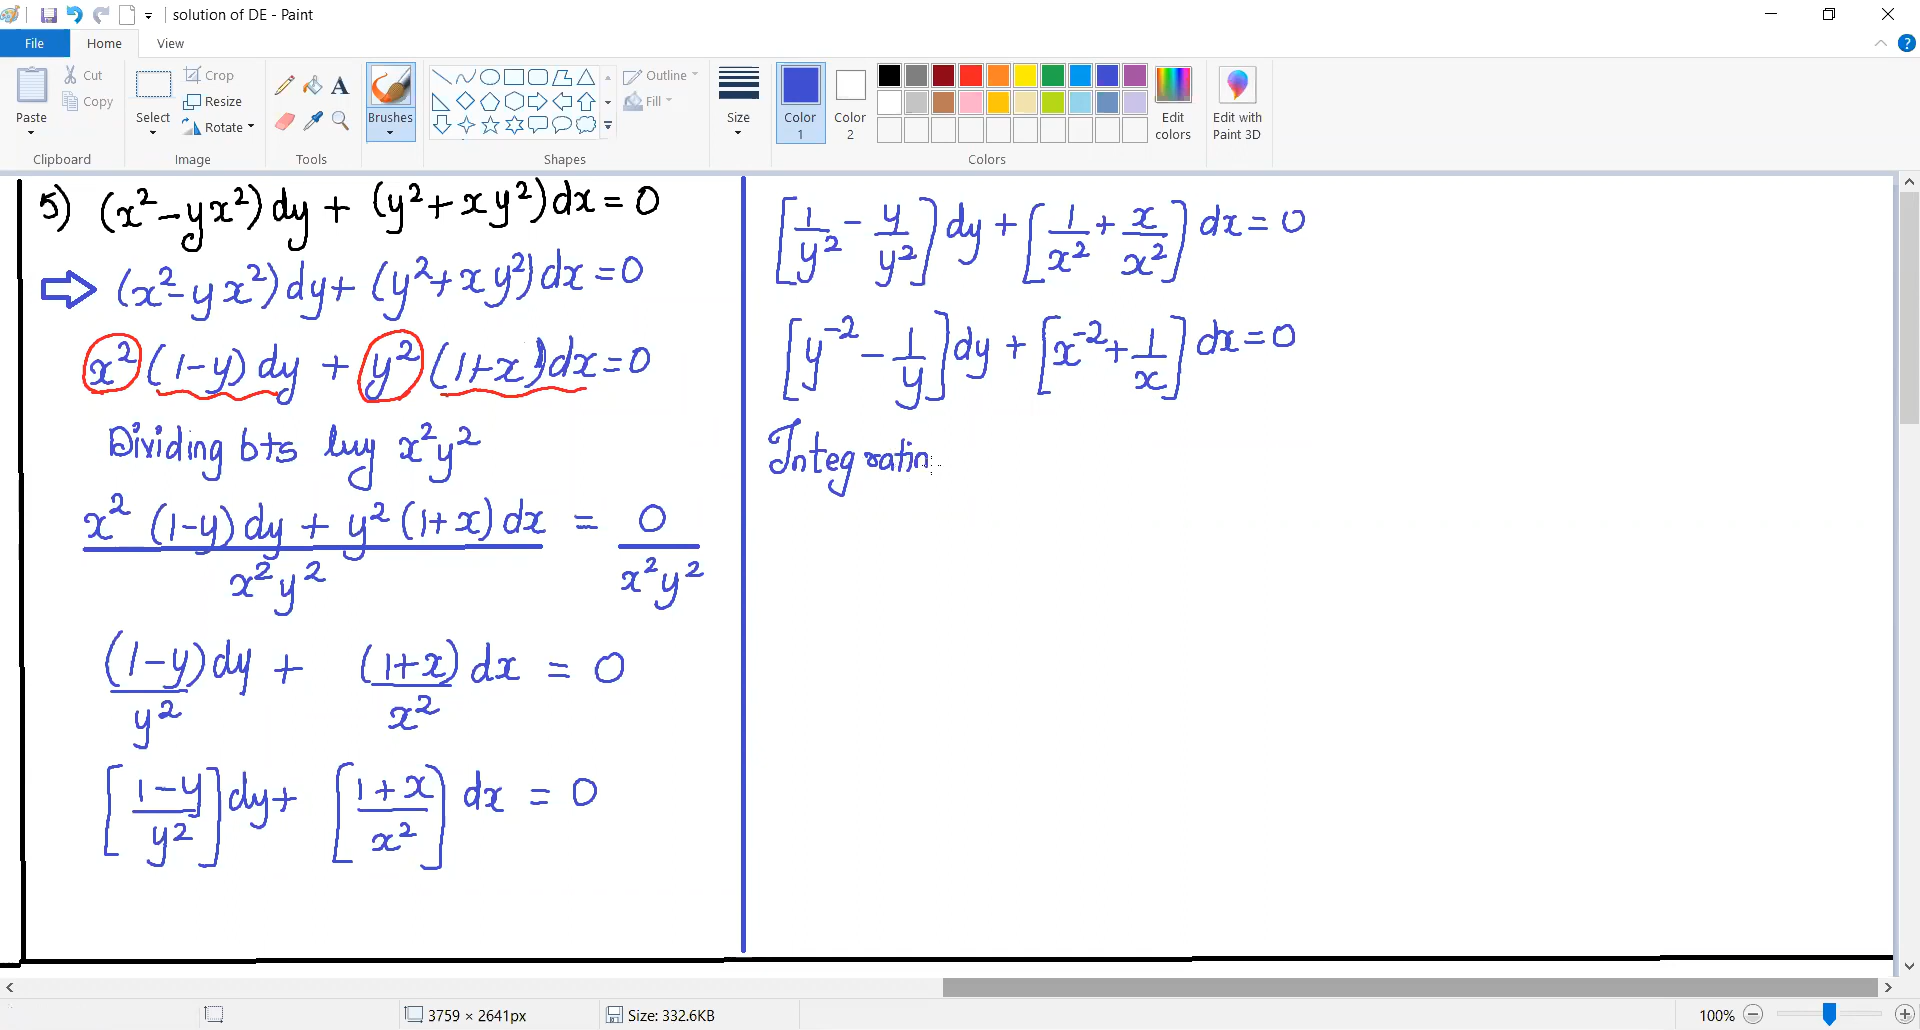 solution of DE - Paint
File Home View
Paste Cut Copy Select Crop Resize Rotate Brushes Outline Fill Size Color 1 Color 2 Edit colors Edit with Paint 3D
Clipboard Image Tools Shapes Colors
5) (x²-yx²)dy + (y²+xy²)dx = 0
⇨ (x²-yx²)dy + (y²+xy²)dx = 0
x²(1-y)dy + y²(1+x)dx = 0
Dividing bts by x²y²
x²(1-y)dy + y²(1+x)dx / x²y² = 0 / x²y²
(1-y)/y² dy + (1+x)/x² dx = 0
[1-y / y²]dy + [1+x / x²]dx = 0
[1/y² - y/y²]dy + [1/x² + x/x²]dx = 0
[y⁻² - 1/y]dy + [x⁻² + 1/x]dx = 0
Integratin
3759 × 2641px Size: 332.6KB 100%